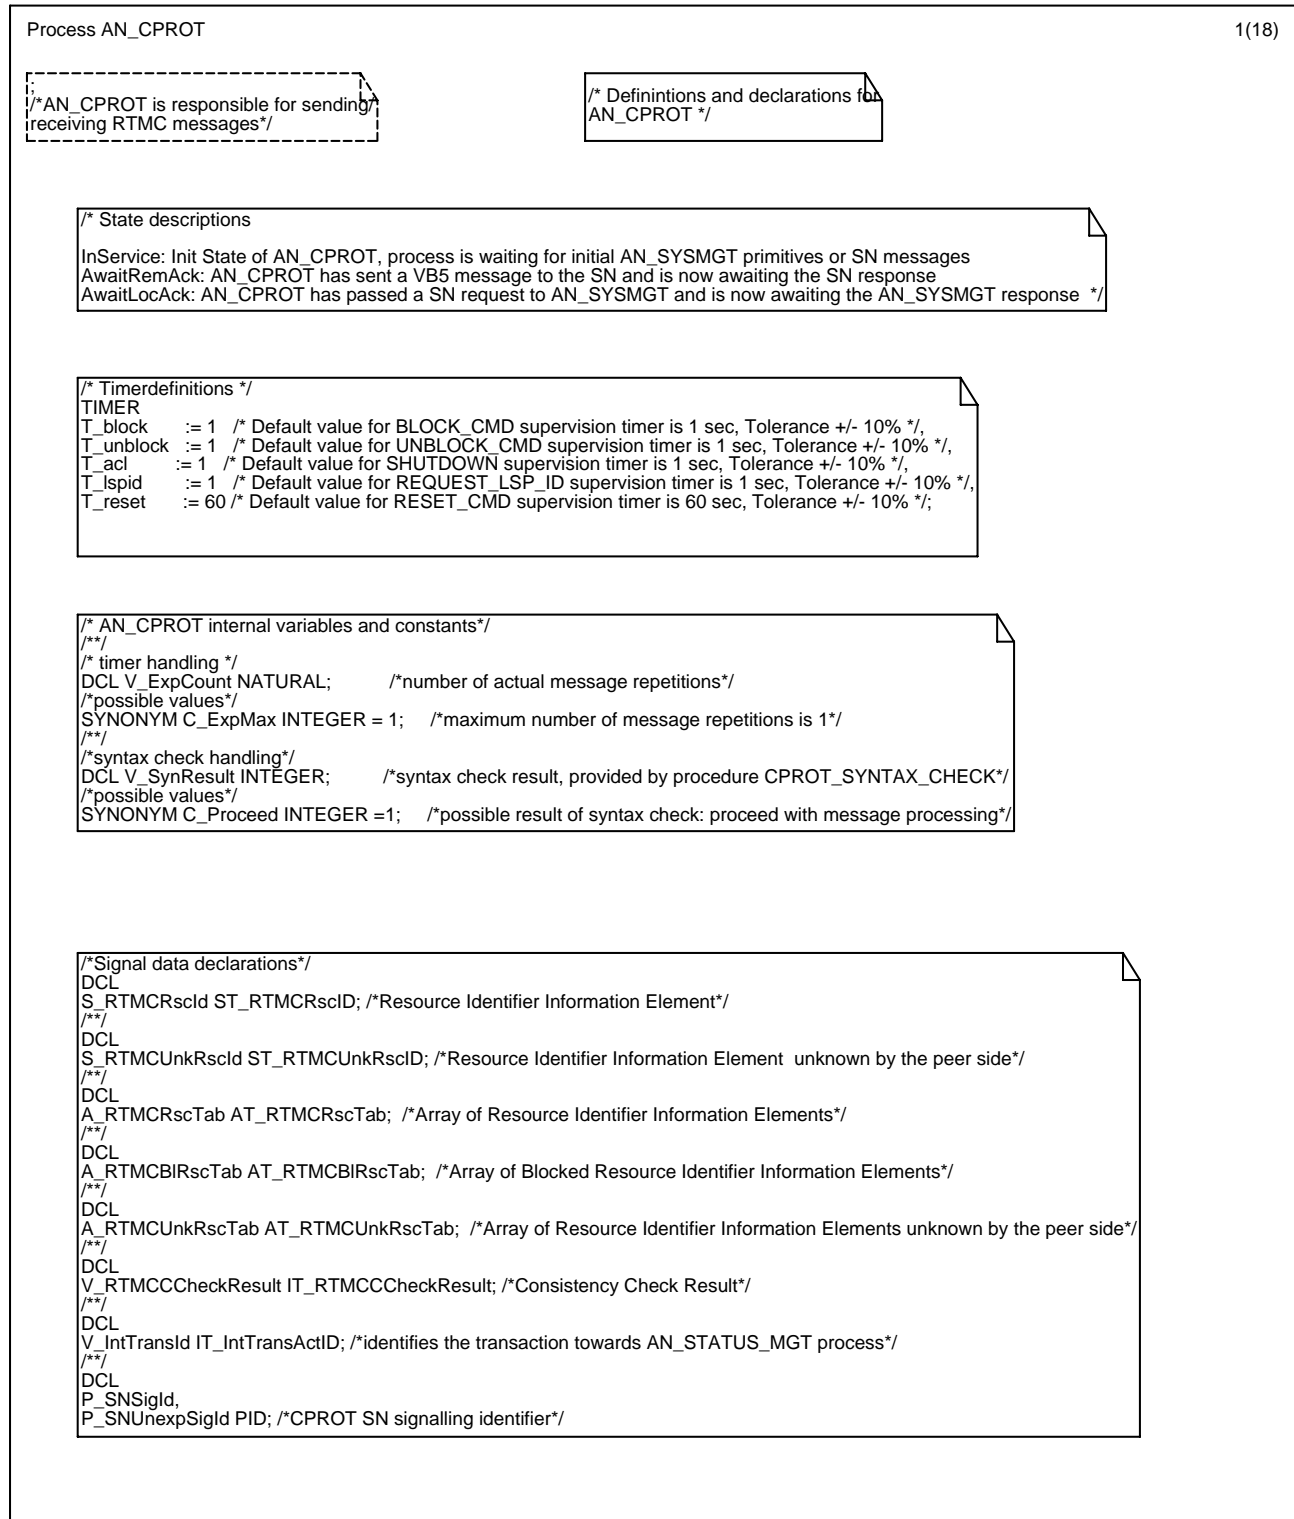 Process AN_CPROT 1(18)
;
/*AN_CPROT is responsible for sending/
receiving RTMC messages*/
/* Definintions and declarations for
AN_CPROT */
/* State descriptions
InService: Init State of AN_CPROT, process is waiting for initial AN_SYSMGT primitives or SN messages
AwaitRemAck: AN_CPROT has sent a VB5 message to the SN and is now awaiting the SN response
AwaitLocAck: AN_CPROT has passed a SN request to AN_SYSMGT and is now awaiting the AN_SYSMGT response */
/* Timerdefinitions */
TIMER
T_block := 1 /* Default value for BLOCK_CMD supervision timer is 1 sec, Tolerance +/- 10% */,
T_unblock := 1 /* Default value for UNBLOCK_CMD supervision timer is 1 sec, Tolerance +/- 10% */,
T_acl := 1 /* Default value for SHUTDOWN supervision timer is 1 sec, Tolerance +/- 10% */,
T_lspid := 1 /* Default value for REQUEST_LSP_ID supervision timer is 1 sec, Tolerance +/- 10% */,
T_reset := 60 /* Default value for RESET_CMD supervision timer is 60 sec, Tolerance +/- 10% */;
/* AN_CPROT internal variables and constants*/
/**/
/* timer handling */
DCL V_ExpCount NATURAL; /*number of actual message repetitions*/
/*possible values*/
SYNONYM C_ExpMax INTEGER = 1; /*maximum number of message repetitions is 1*/
/**/
/*syntax check handling*/
DCL V_SynResult INTEGER; /*syntax check result, provided by procedure CPROT_SYNTAX_CHECK*/
/*possible values*/
SYNONYM C_Proceed INTEGER =1; /*possible result of syntax check: proceed with message processing*/
/*Signal data declarations*/
DCL
S_RTMCRscId ST_RTMCRscID; /*Resource Identifier Information Element*/
/**/
DCL
S_RTMCUnkRscId ST_RTMCUnkRscID; /*Resource Identifier Information Element unknown by the peer side*/
/**/
DCL
A_RTMCRscTab AT_RTMCRscTab; /*Array of Resource Identifier Information Elements*/
/**/
DCL
A_RTMCBlRscTab AT_RTMCBlRscTab; /*Array of Blocked Resource Identifier Information Elements*/
/**/
DCL
A_RTMCUnkRscTab AT_RTMCUnkRscTab; /*Array of Resource Identifier Information Elements unknown by the peer side*/
/**/
DCL
V_RTMCCCheckResult IT_RTMCCCheckResult; /*Consistency Check Result*/
/**/
DCL
V_IntTransId IT_IntTransActID; /*identifies the transaction towards AN_STATUS_MGT process*/
/**/
DCL
P_SNSigId,
P_SNUnexpSigId PID; /*CPROT SN signalling identifier*/